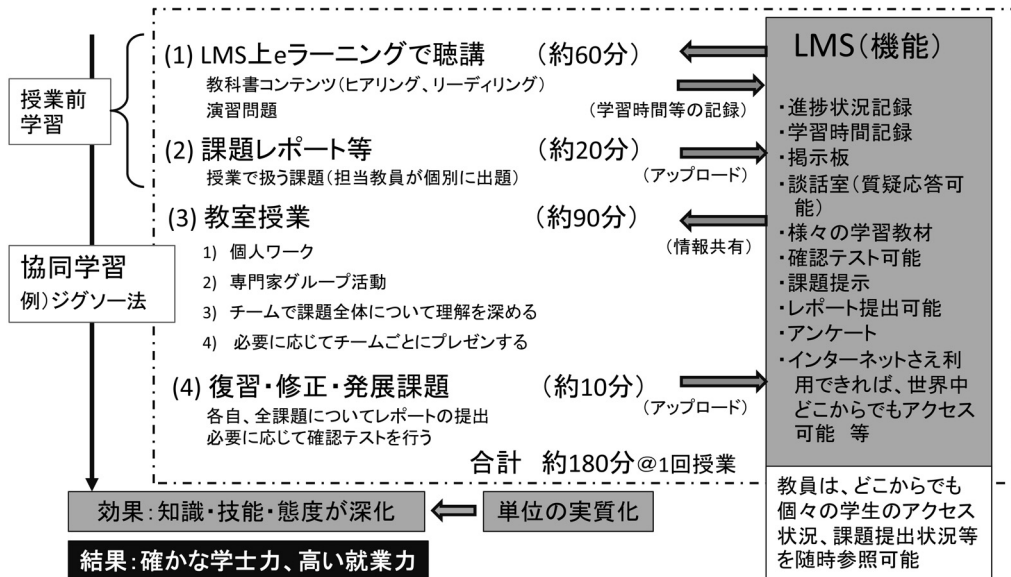 授業前
学習
協同学習
例)ジグソー法
(1) LMS上eラーニングで聴講 (約60分)
教科書コンテンツ(ヒアリング、リーディリング)
演習問題 (学習時間等の記録)
(2) 課題レポート等 (約20分)
授業で扱う課題(担当教員が個別に出題) (アップロード)
(3) 教室授業 (約90分)
(情報共有)
1) 個人ワーク
2) 専門家グループ活動
3) チームで課題全体について理解を深める
4) 必要に応じてチームごとにプレゼンする
(4) 復習・修正・発展課題 (約10分)
各自、全課題についてレポートの提出 (アップロード)
必要に応じて確認テストを行う
合計 約180分@1回授業
LMS(機能)
・進捗状況記録
・学習時間記録
・掲示板
・談話室(質疑応答可
能)
・様々の学習教材
・確認テスト可能
・課題提示
・レポート提出可能
・アンケート
・インターネットさえ利
用できれば、世界中
どこからでもアクセス
可能 等
教員は、どこからでも
個々の学生のアクセス
状況、課題提出状況等
を随時参照可能
効果:知識・技能・態度が深化
単位の実質化
結果:確かな学士力、高い就業力